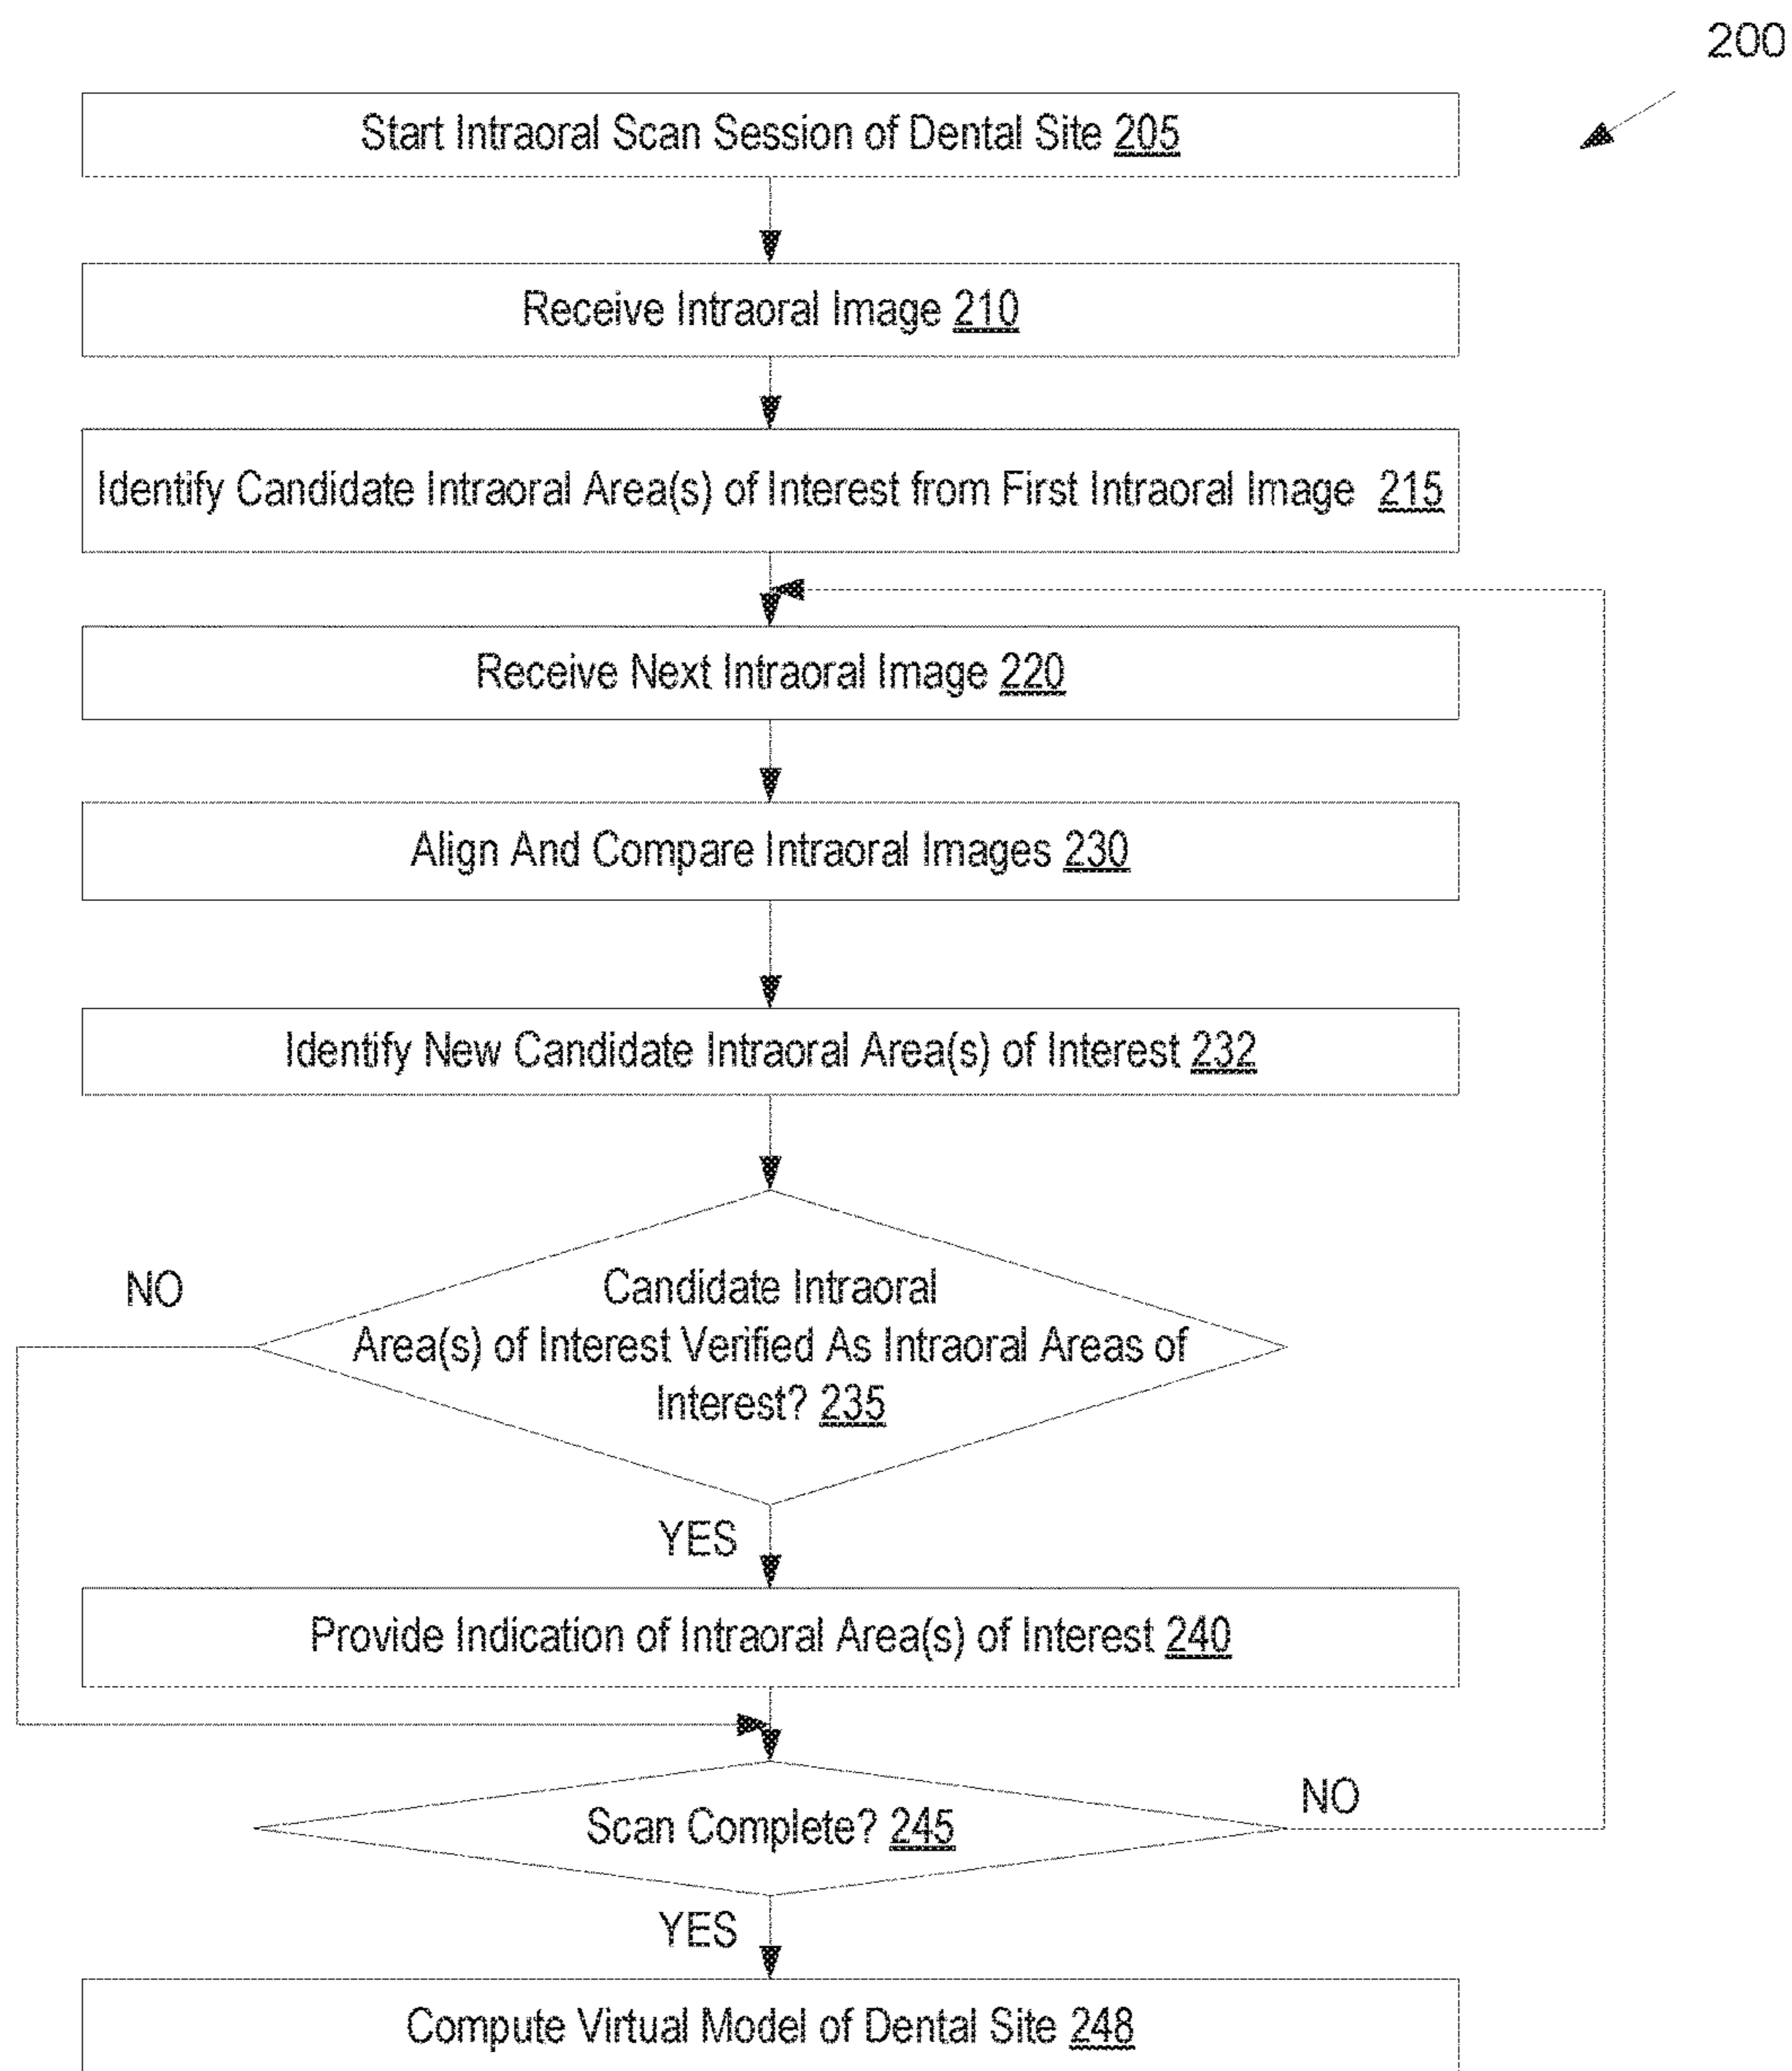 200
Start Intraoral Scan Session of Dental Site 205
Receive Intraoral Image 210
Identify Candidate Intraoral Area(s) of Interest from First Intraoral Image 215
Receive Next Intraoral Image 220
Align And Compare Intraoral Images 230
Identify New Candidate Intraoral Area(s) of Interest 232
NO
Candidate Intraoral
Area(s) of Interest Verified As Intraoral Areas of
Interest? 235
YES
Provide Indication of Intraoral Area(s) of Interest 240
Scan Complete? 245
NO
YES
Compute Virtual Model of Dental Site 248